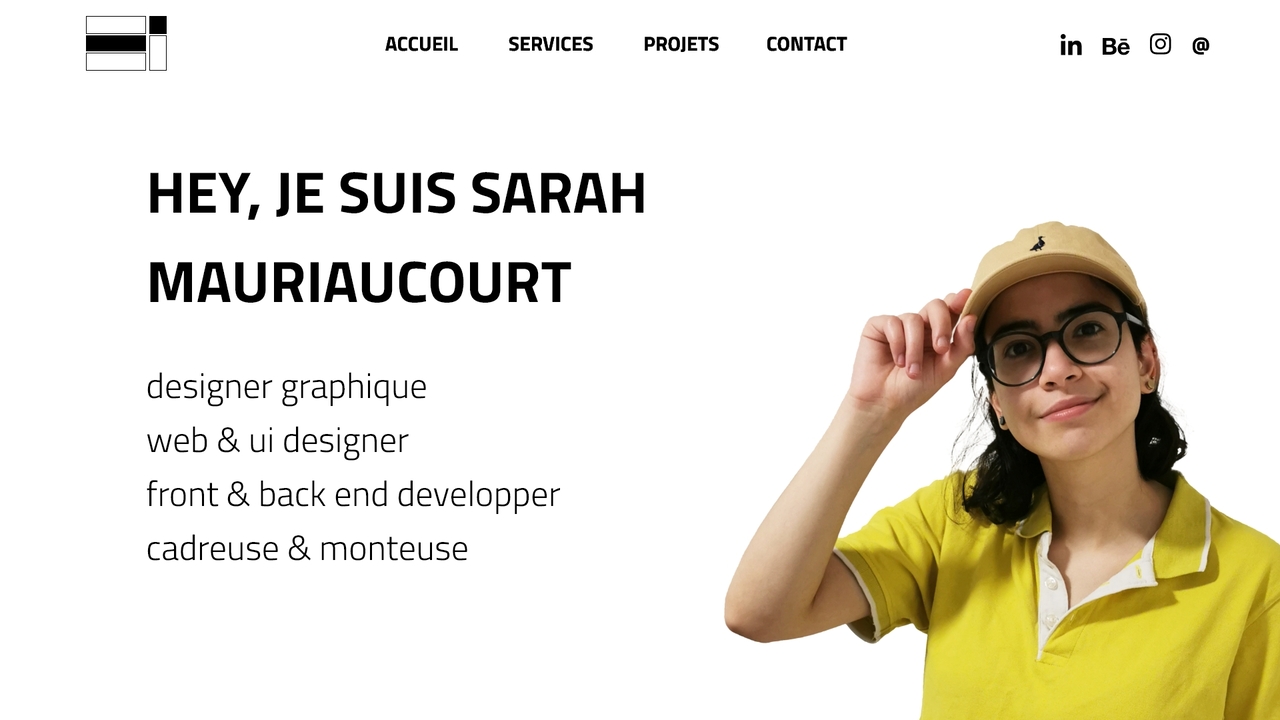 ACCUEIL SERVICES PROJETS CONTACT in Bē @
HEY, JE SUIS SARAH
MAURIAUCOURT
designer graphique
web & ui designer
front & back end developper
cadreuse & monteuse